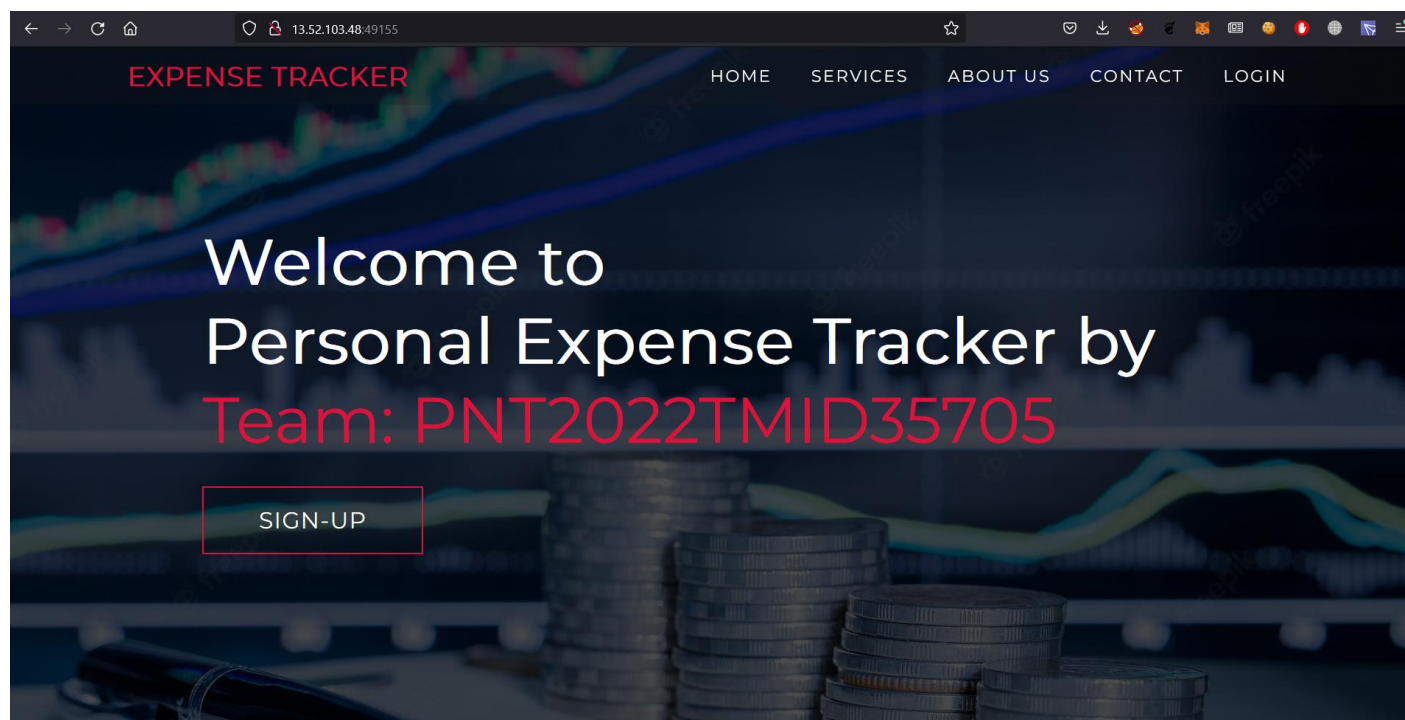 13.52.103.48:49155
EXPENSE TRACKER
HOME SERVICES ABOUT US CONTACT LOGIN
Welcome to
Personal Expense Tracker by
Team: PNT2022TMID35705
SIGN-UP
freepik